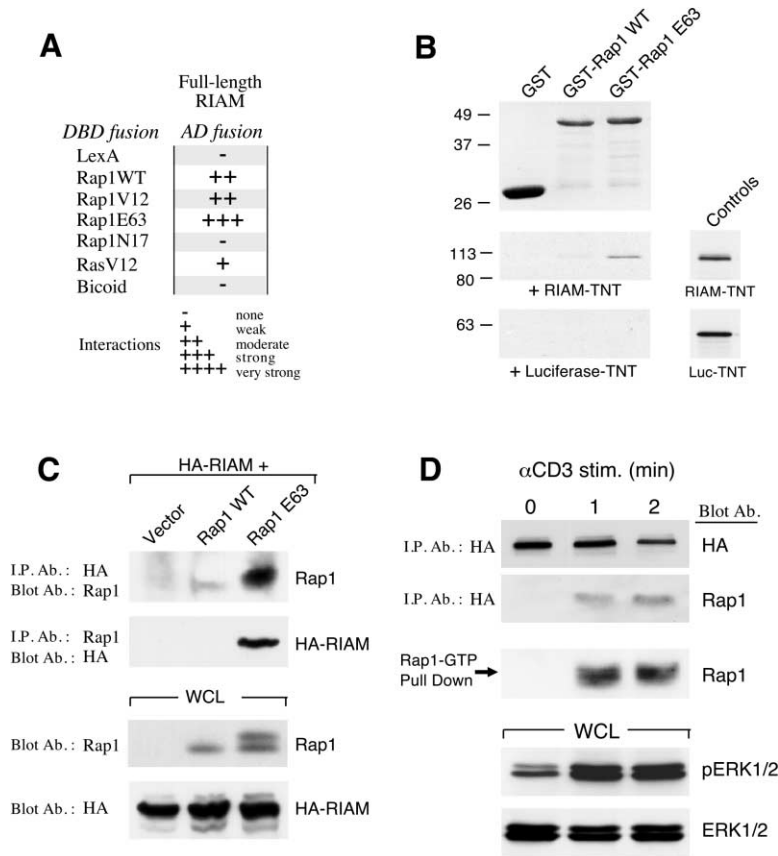 A
Full-length
RIAM
DBD fusion AD fusion
LexA -
Rap1WT ++
Rap1V12 ++
Rap1E63 +++
Rap1N17 -
RasV12 +
Bicoid -
Interactions
- none
+ weak
++ moderate
+++ strong
++++ very strong
B
GST
GST-Rap1 WT
GST-Rap1 E63
49
37
26
Controls
113
80
+ RIAM-TNT
RIAM-TNT
63
+ Luciferase-TNT
Luc-TNT
C
HA-RIAM +
Vector
Rap1 WT
Rap1 E63
I.P. Ab.: HA
Blot Ab.: Rap1
Rap1
I.P. Ab.: Rap1
Blot Ab.: HA
HA-RIAM
WCL
Blot Ab.: Rap1
Rap1
Blot Ab.: HA
HA-RIAM
D
αCD3 stim. (min)
0 1 2
Blot Ab.
I.P. Ab.: HA
HA
I.P. Ab.: HA
Rap1
Rap1-GTP
Pull Down
Rap1
WCL
pERK1/2
ERK1/2